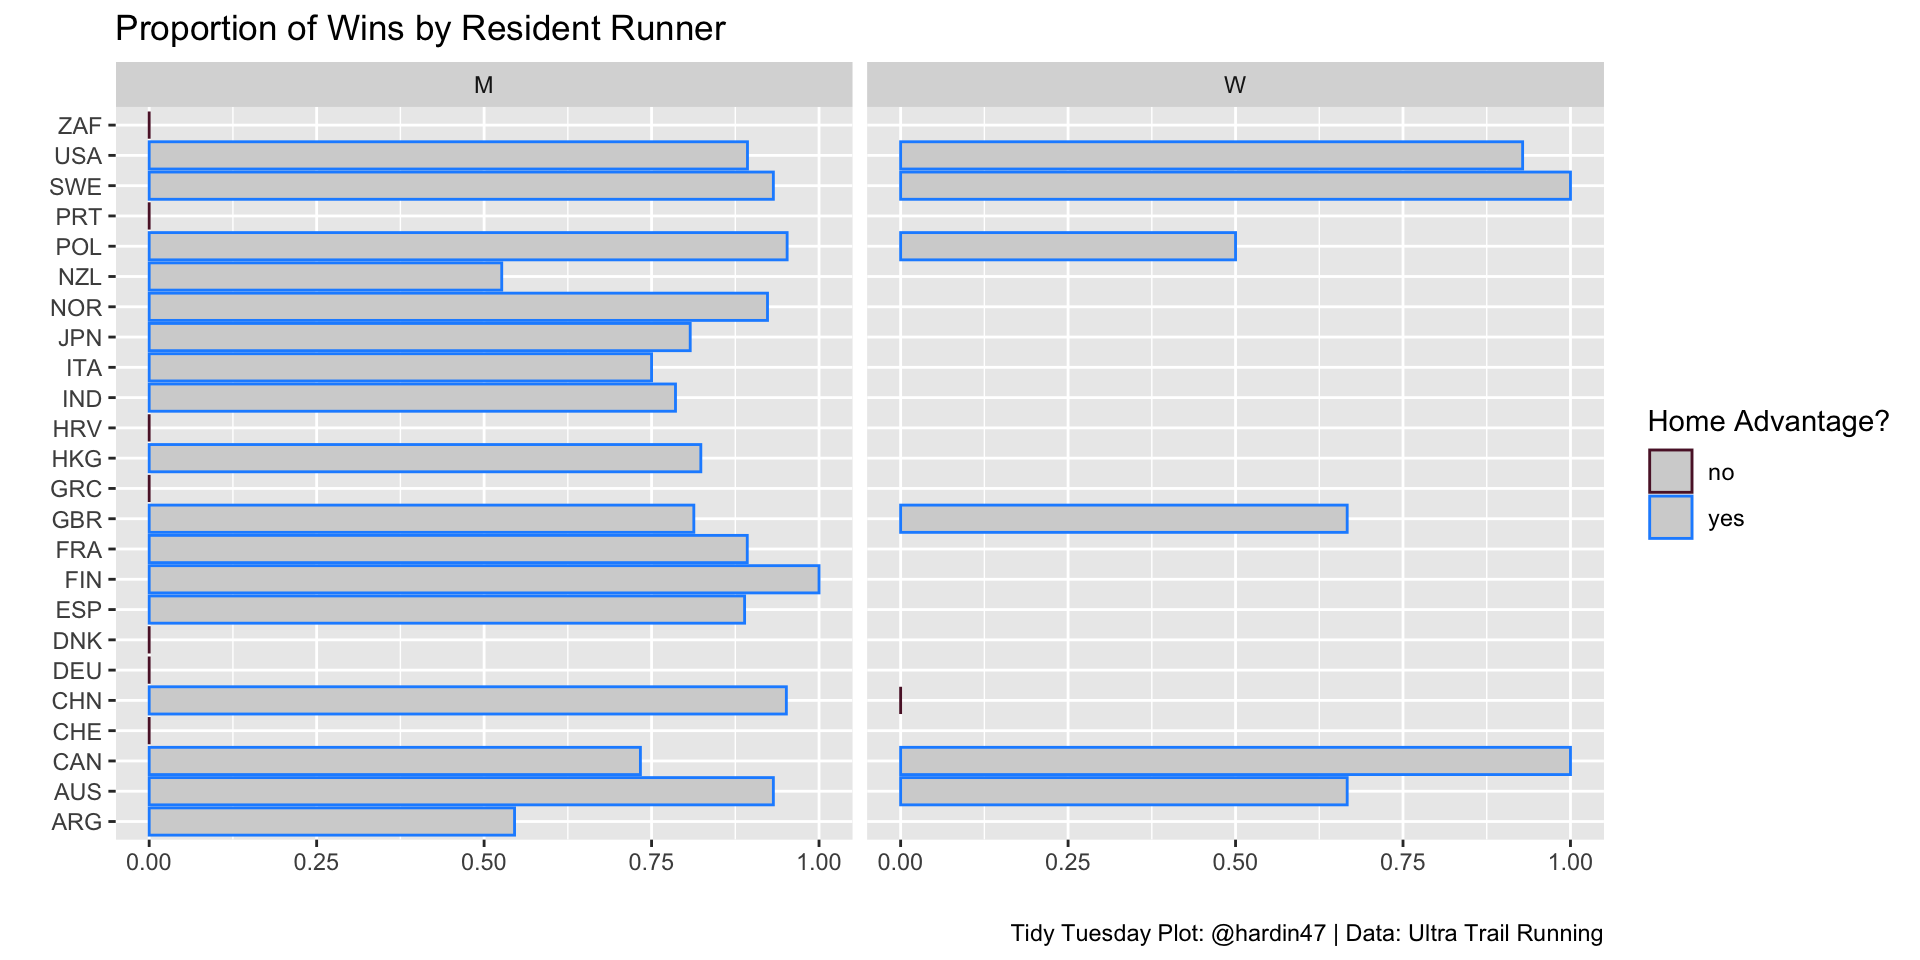 Proportion of Wins by Resident Runner
M
W
ZAF
USA
SWE
PRT
POL
NZL
NOR
JPN
ITA
IND
HRV
HKG
GRC
GBR
FRA
FIN
ESP
DNK
DEU
CHN
CHE
CAN
AUS
ARG
0.00 0.25 0.50 0.75 1.00
0.00 0.25 0.50 0.75 1.00
Home Advantage?
no
yes
Tidy Tuesday Plot: @hardin47 | Data: Ultra Trail Running